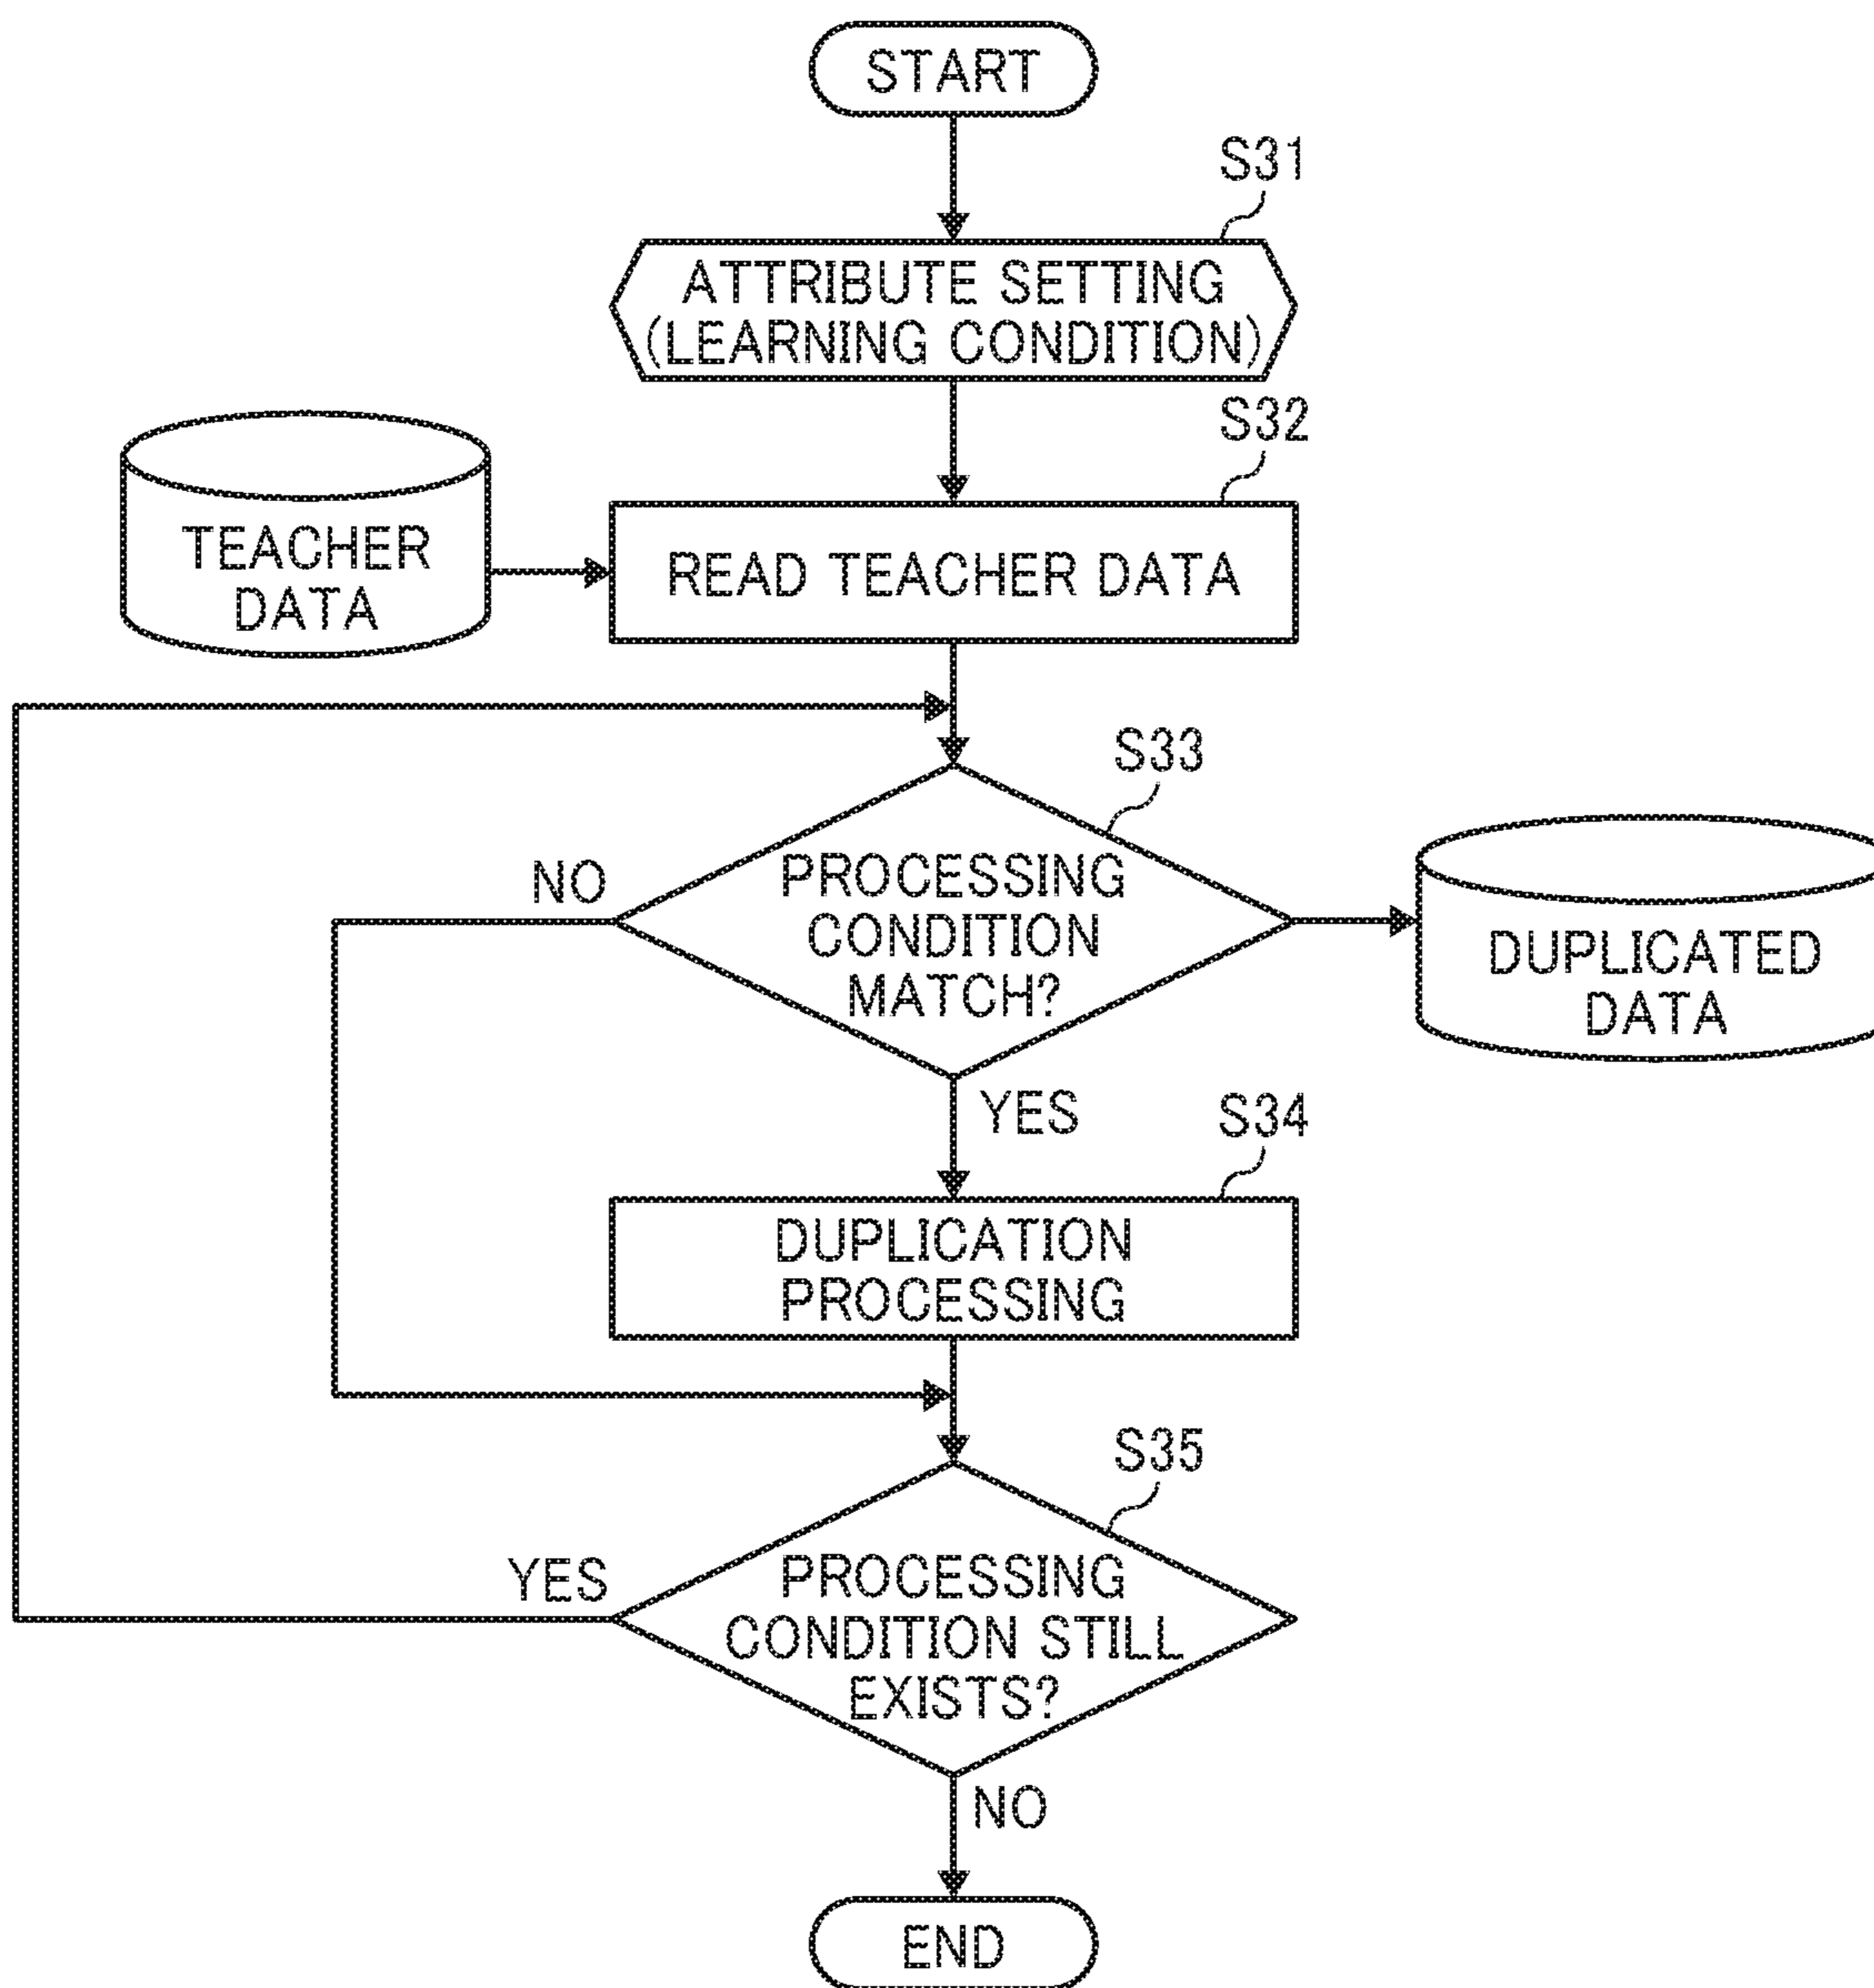 START
S31
ATTRIBUTE SETTING
(LEARNING CONDITION)
S32
TEACHER
DATA
READ TEACHER DATA
S33
NO
PROCESSING
CONDITION
MATCH?
DUPLICATED
DATA
YES
S34
DUPLICATION
PROCESSING
S35
YES
PROCESSING
CONDITION STILL
EXISTS?
NO
END